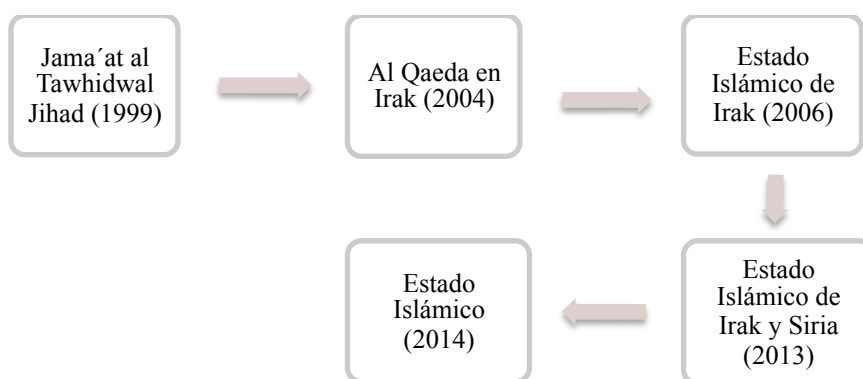 Jama´at al
Tawhidwal
Jihad (1999)
Al Qaeda en
Irak (2004)
Estado
Islámico de
Irak (2006)
Estado
Islámico de
Irak y Siria
(2013)
Estado
Islámico
(2014)